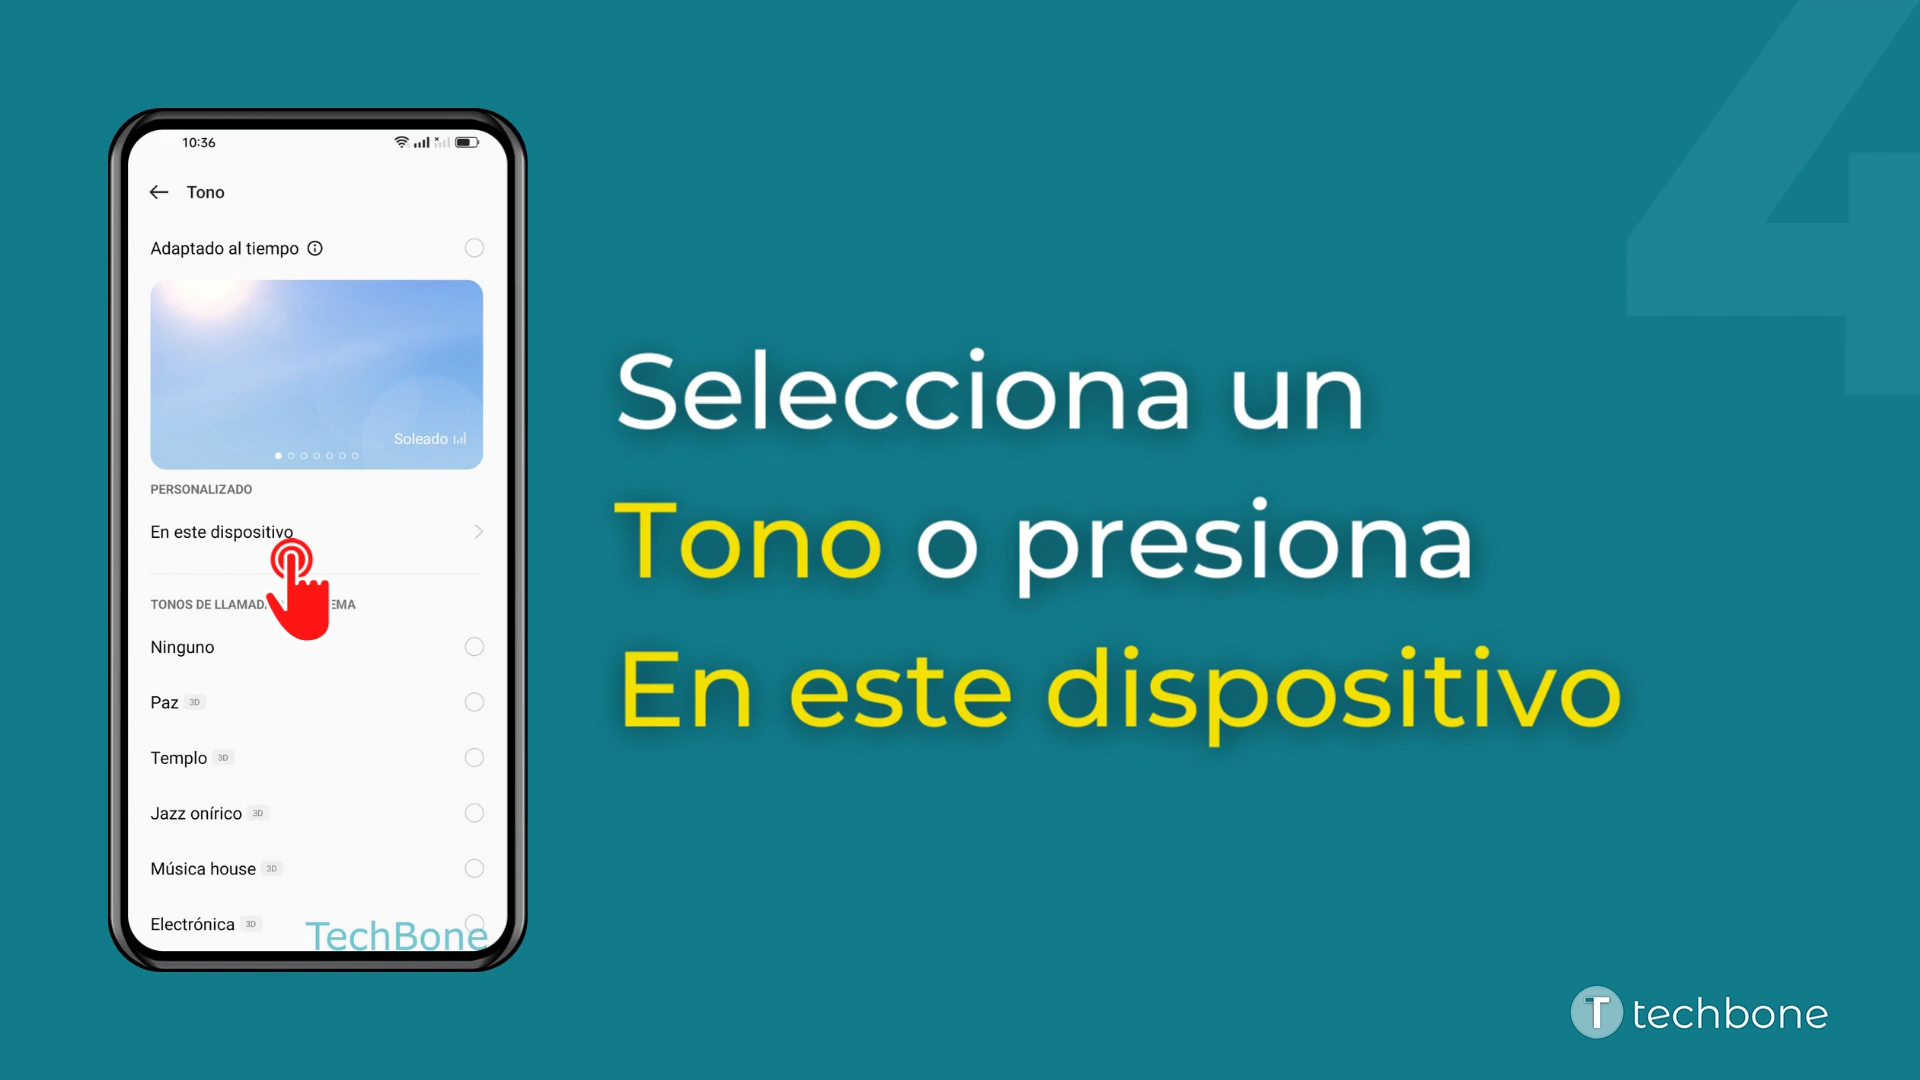 4
10:36
Tono
Adaptado al tiempo
Soleado
PERSONALIZADO
En este dispositivo
TONOS DE LLAMAD EMA
Ninguno
Paz 3D
Templo 3D
Jazz onírico 3D
Música house 3D
Electrónica 3D
TechBone
Selecciona un
Tono o presiona
En este dispositivo
T techbone